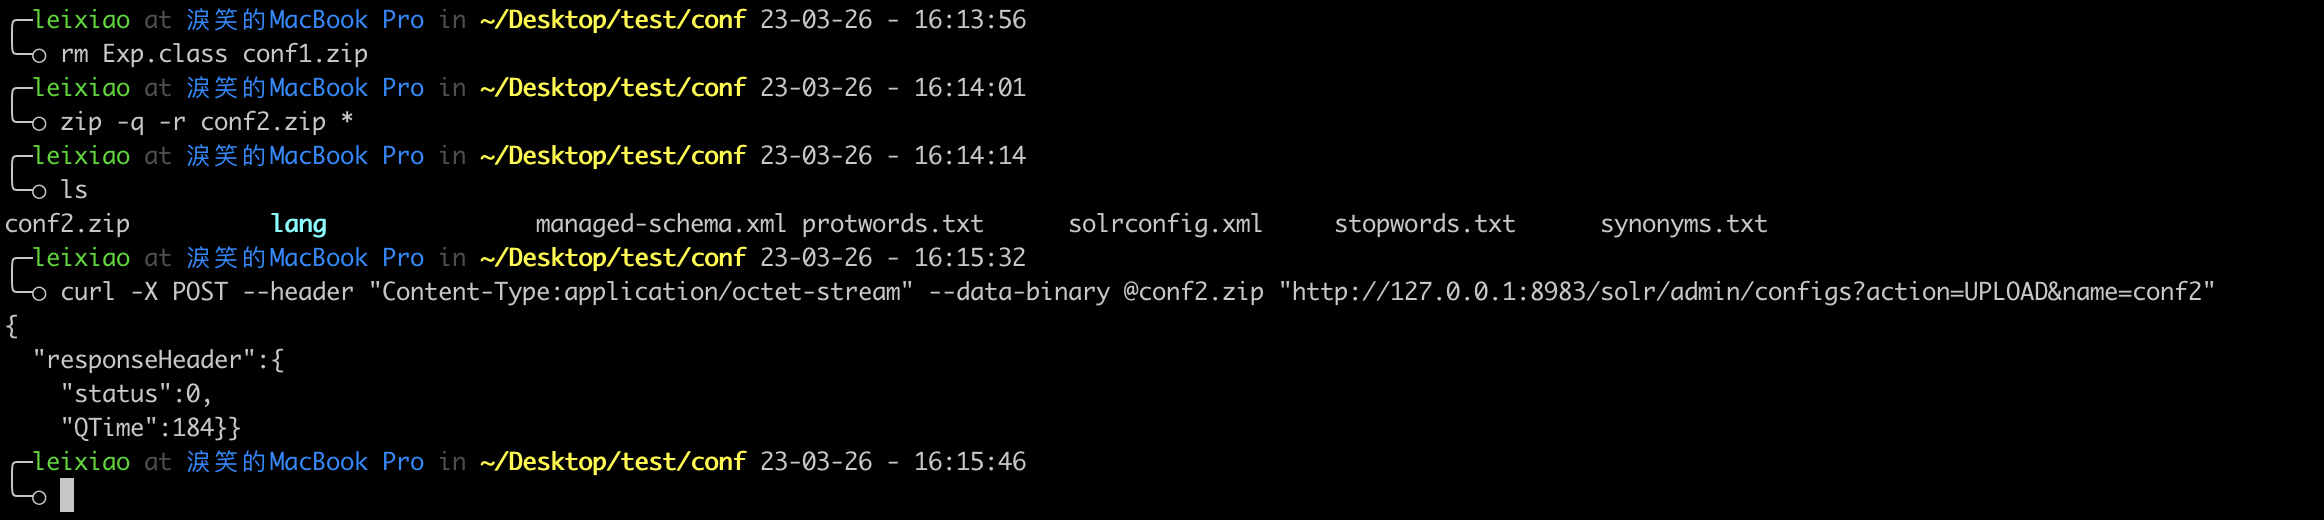 leixiao at 淚笑的MacBook Pro in ~/Desktop/test/conf 23-03-26 - 16:13:56
rm Exp.class conf1.zip
leixiao at 淚笑的MacBook Pro in ~/Desktop/test/conf 23-03-26 - 16:14:01
zip -q -r conf2.zip *
leixiao at 淚笑的MacBook Pro in ~/Desktop/test/conf 23-03-26 - 16:14:14
ls
conf2.zip lang managed-schema.xml protwords.txt solrconfig.xml stopwords.txt synonyms.txt
leixiao at 淚笑的MacBook Pro in ~/Desktop/test/conf 23-03-26 - 16:15:32
curl -X POST --header "Content-Type:application/octet-stream" --data-binary @conf2.zip "http://127.0.0.1:8983/solr/admin/configs?action=UPLOAD&name=conf2"
{
"responseHeader":{
"status":0,
"QTime":184}}
leixiao at 淚笑的MacBook Pro in ~/Desktop/test/conf 23-03-26 - 16:15:46